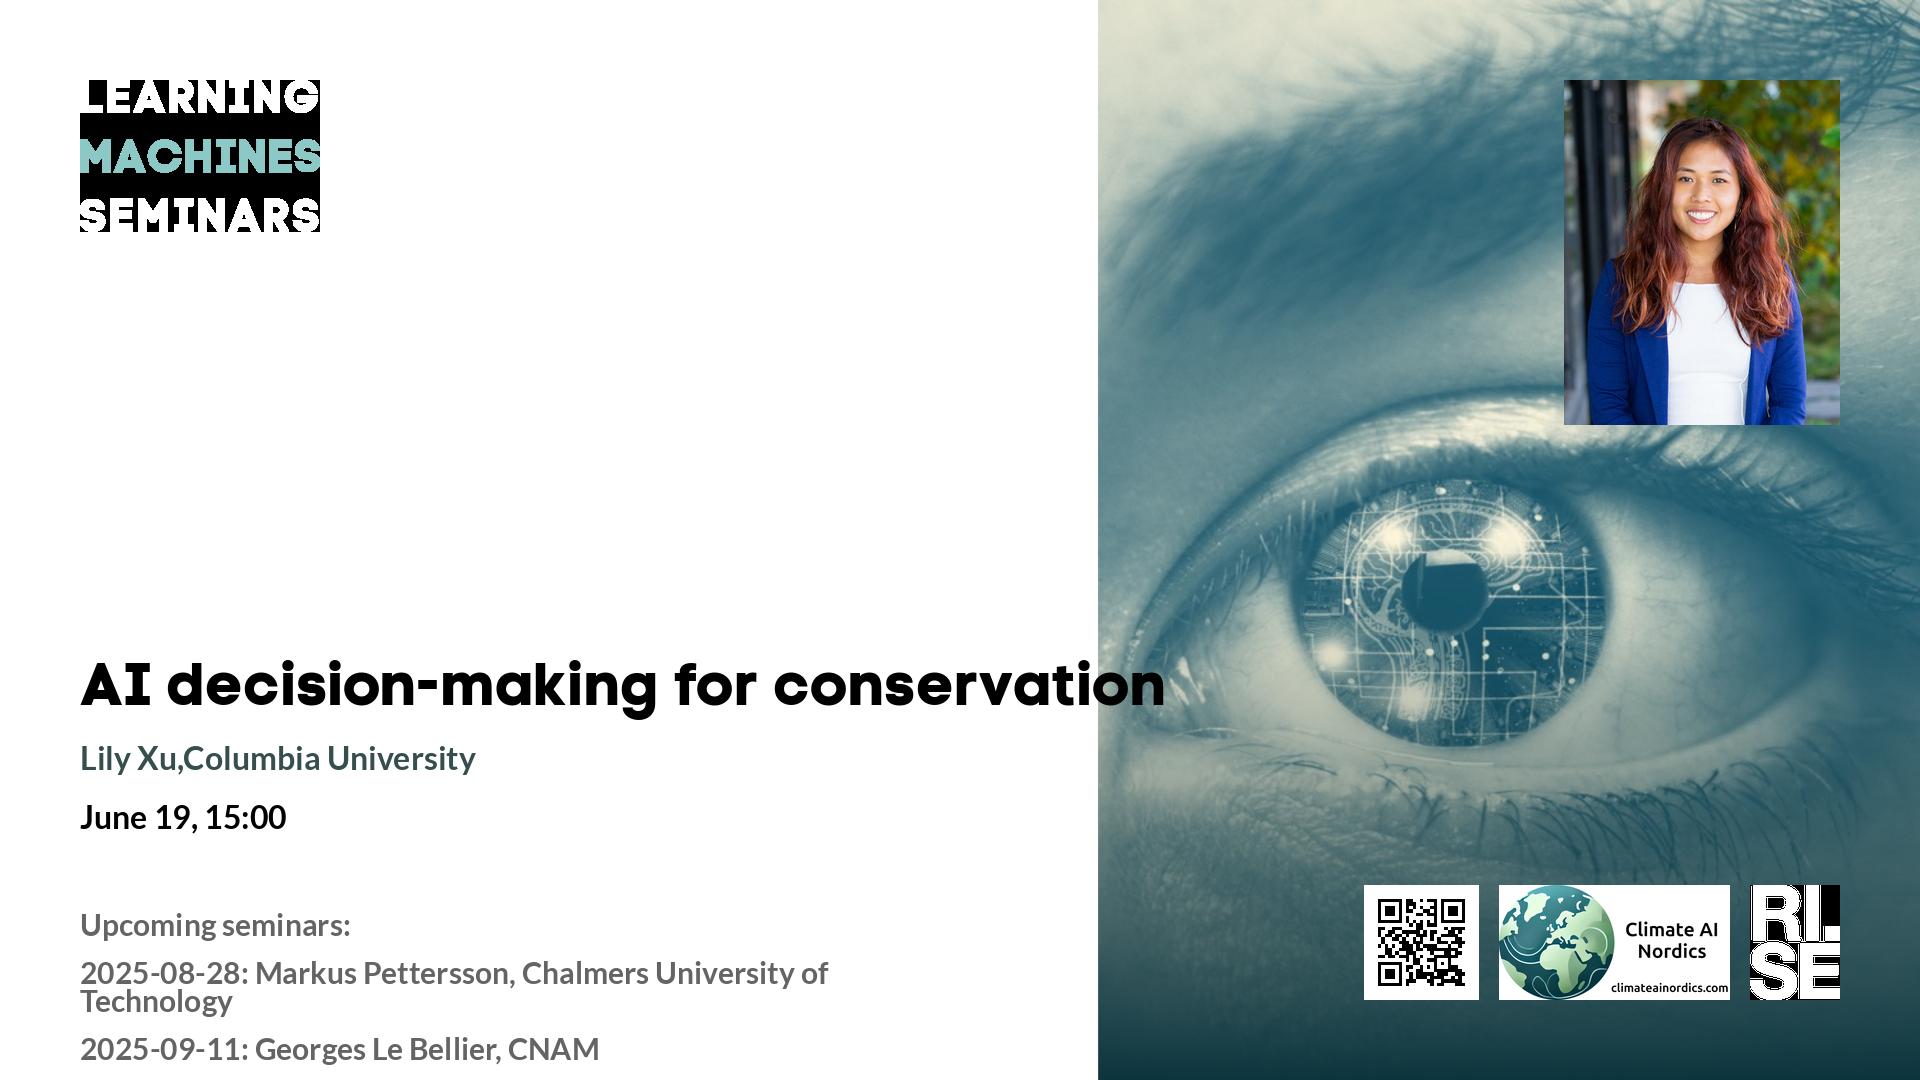 LEARNING
MACHINES
SEMINARS
AI decision-making for conservation
Lily Xu,Columbia University
June 19, 15:00
Upcoming seminars:
2025-08-28: Markus Pettersson, Chalmers University of
Technology
2025-09-11: Georges Le Bellier, CNAM
Climate AI
Nordics
climateainordics.com
RI
SE